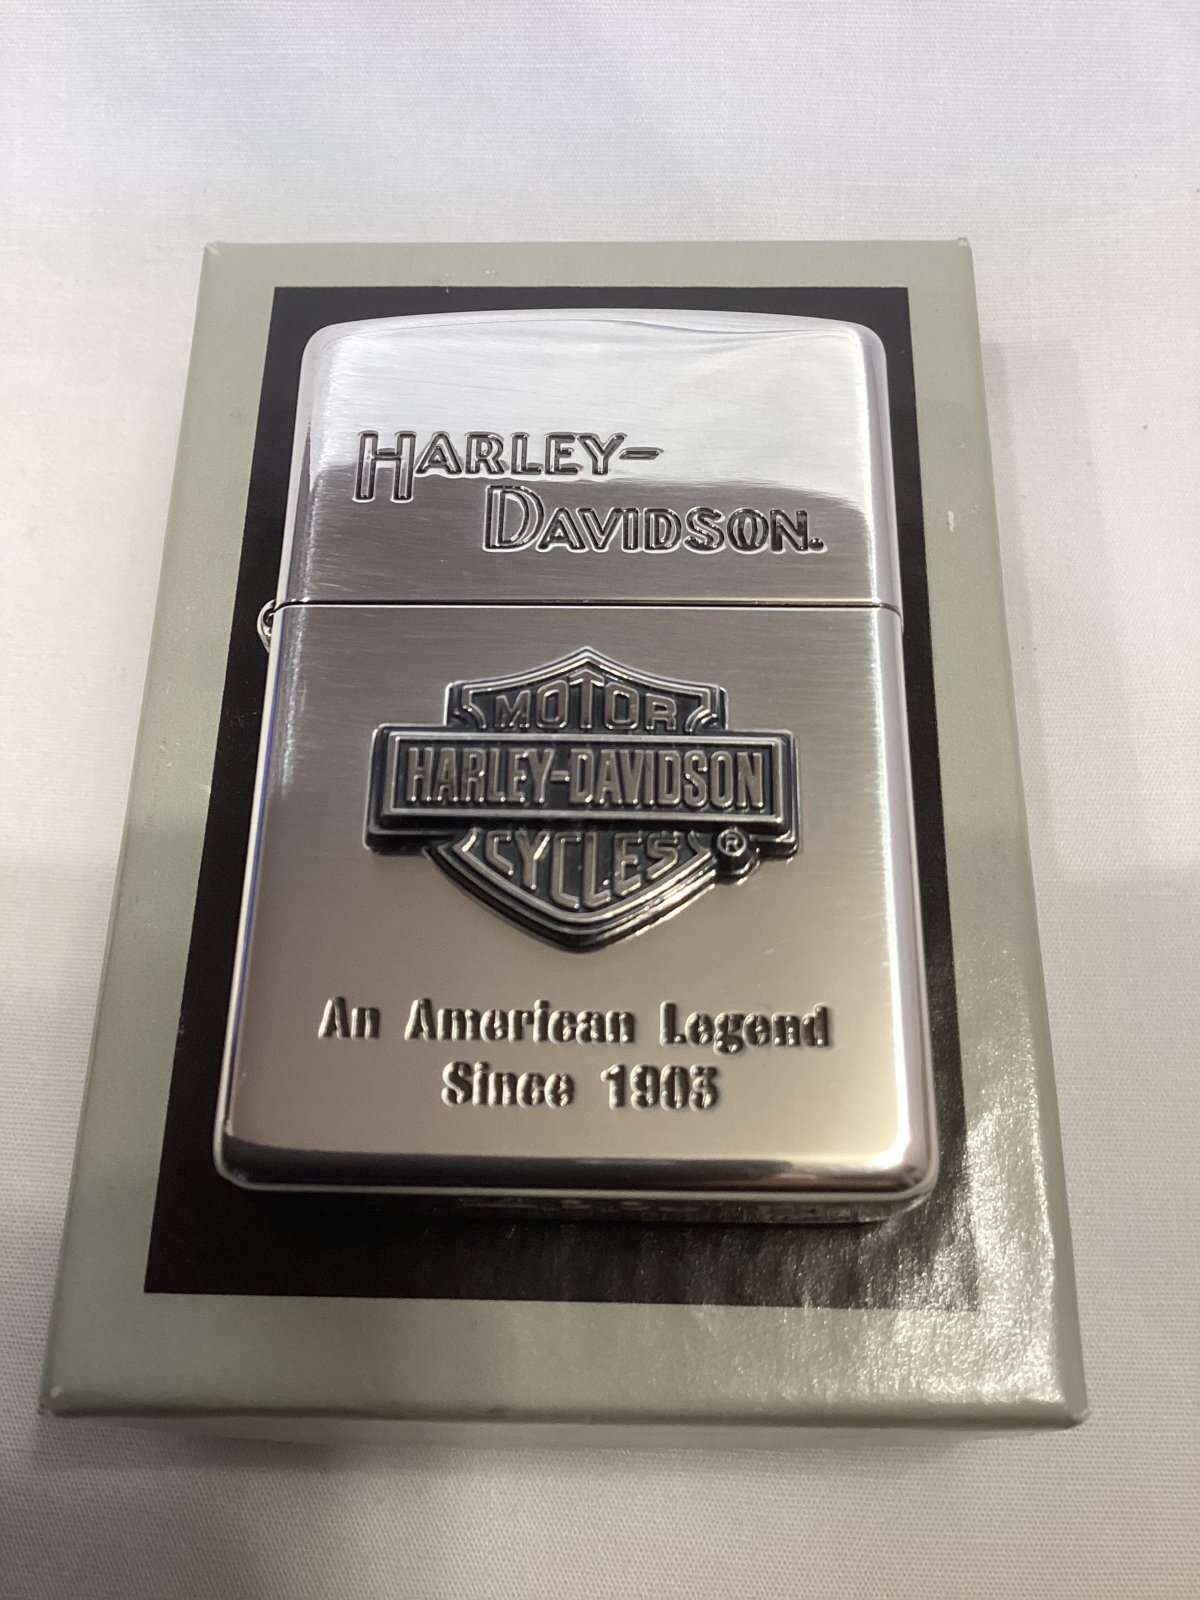 HARLEY-
DAVIDSON.
MOTOR
HARLEY-DAVIDSON
CYCLES ®
An American Legend
Since 1903